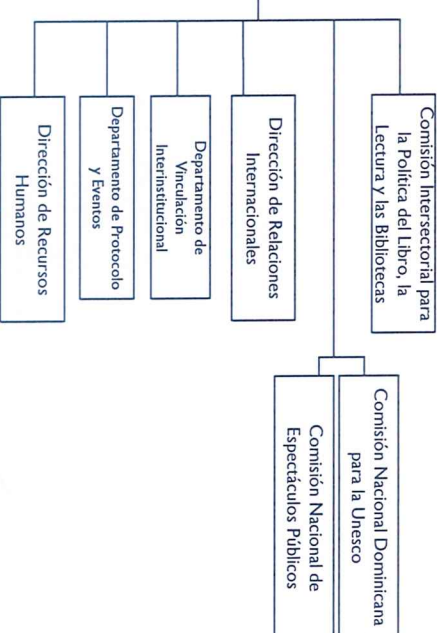 Comisión Intersectorial para
la Política del Libro, la
Lectura y las Bibliotecas
Dirección de Relaciones
Internacionales
Departamento de
Vinculación
Interinstitucional
Departamento de Protocolo
y Eventos
Dirección de Recursos
Humanos
Comisión Nacional Dominicana
para la Unesco
Comisión Nacional de
Espectáculos Públicos